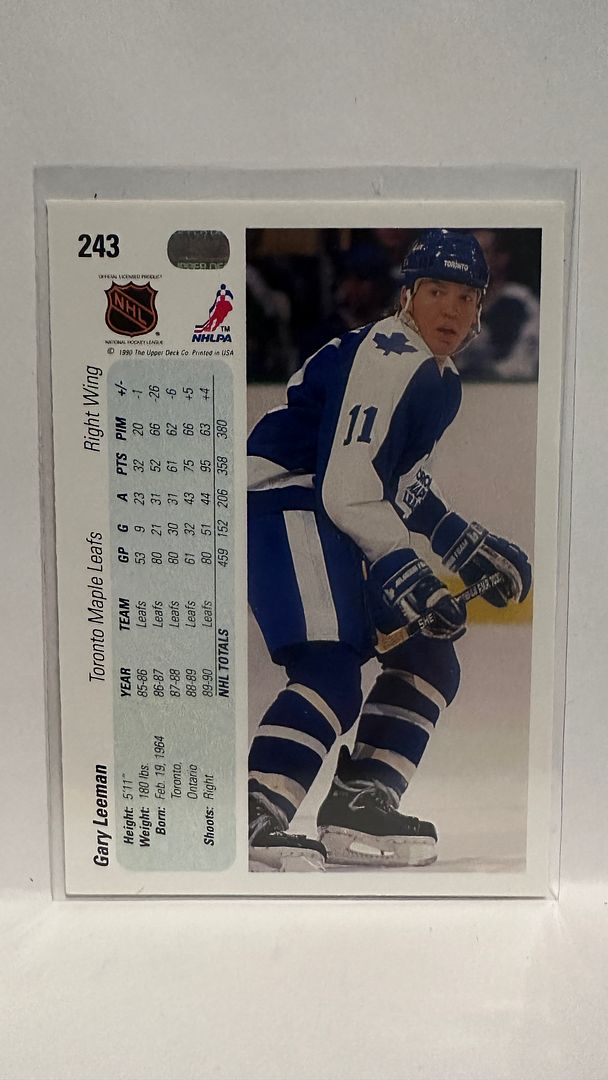 243
OFFICIAL LICENSED PRODUCT
NHL
NATIONAL HOCKEY LEAGUE
NHLPA
TM
© 1990 The Upper Deck Co. Printed in USA
Gary Leeman Toronto Maple Leafs Right Wing
Height: 5'11"
Weight: 180 lbs.
Born: Feb. 19, 1964
Toronto,
Ontario
Shoots: Right
YEAR TEAM GP G A PTS PIM +/-
85-86 Leafs 53 9 23 32 20 -1
86-87 Leafs 80 21 31 52 66 -26
87-88 Leafs 80 30 31 61 62 -6
88-89 Leafs 61 32 43 75 66 +5
89-90 Leafs 80 51 44 95 63 +4
NHL TOTALS 459 152 206 358 380
TORONTO
11